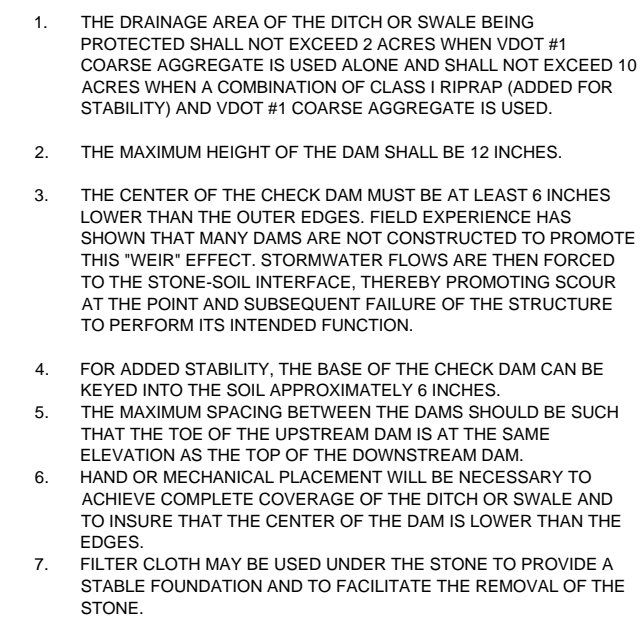 1. THE DRAINAGE AREA OF THE DITCH OR SWALE BEING
PROTECTED SHALL NOT EXCEED 2 ACRES WHEN VDOT #1
COARSE AGGREGATE IS USED ALONE AND SHALL NOT EXCEED 10
ACRES WHEN A COMBINATION OF CLASS I RIPRAP (ADDED FOR
STABILITY) AND VDOT #1 COARSE AGGREGATE IS USED.
2. THE MAXIMUM HEIGHT OF THE DAM SHALL BE 12 INCHES.
3. THE CENTER OF THE CHECK DAM MUST BE AT LEAST 6 INCHES
LOWER THAN THE OUTER EDGES. FIELD EXPERIENCE HAS
SHOWN THAT MANY DAMS ARE NOT CONSTRUCTED TO PROMOTE
THIS "WEIR" EFFECT. STORMWATER FLOWS ARE THEN FORCED
TO THE STONE-SOIL INTERFACE, THEREBY PROMOTING SCOUR
AT THE POINT AND SUBSEQUENT FAILURE OF THE STRUCTURE
TO PERFORM ITS INTENDED FUNCTION.
4. FOR ADDED STABILITY, THE BASE OF THE CHECK DAM CAN BE
KEYED INTO THE SOIL APPROXIMATELY 6 INCHES.
5. THE MAXIMUM SPACING BETWEEN THE DAMS SHOULD BE SUCH
THAT THE TOE OF THE UPSTREAM DAM IS AT THE SAME
ELEVATION AS THE TOP OF THE DOWNSTREAM DAM.
6. HAND OR MECHANICAL PLACEMENT WILL BE NECESSARY TO
ACHIEVE COMPLETE COVERAGE OF THE DITCH OR SWALE AND
TO INSURE THAT THE CENTER OF THE DAM IS LOWER THAN THE
EDGES.
7. FILTER CLOTH MAY BE USED UNDER THE STONE TO PROVIDE A
STABLE FOUNDATION AND TO FACILITATE THE REMOVAL OF THE
STONE.